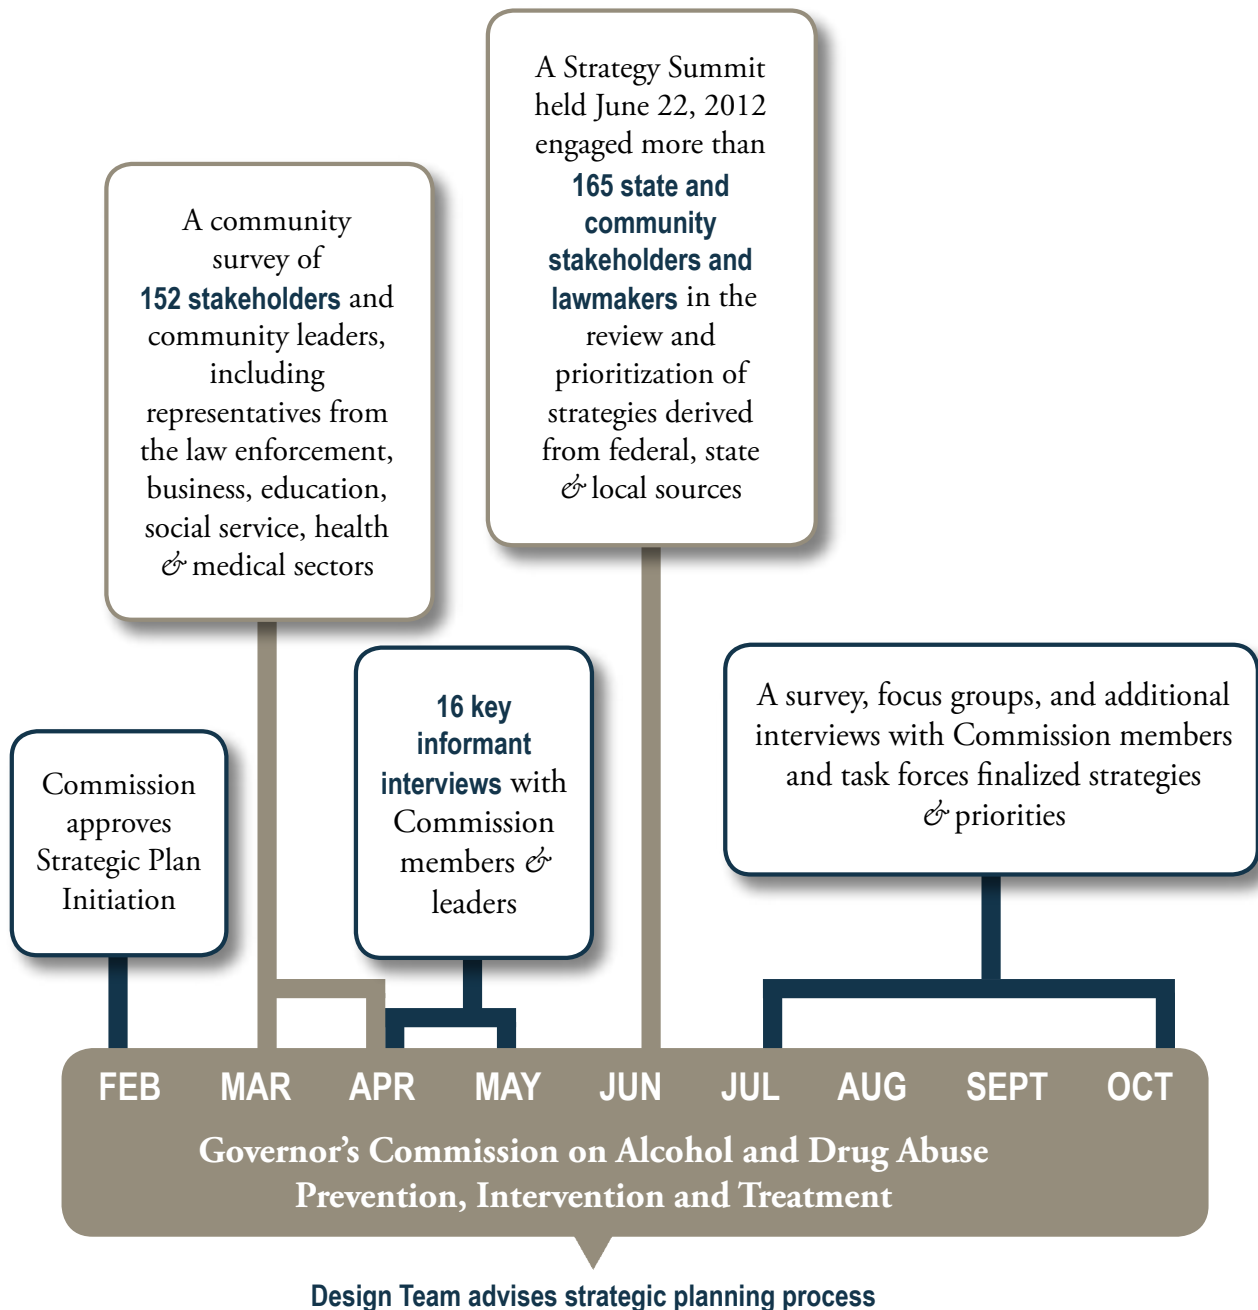 A Strategy Summit
held June 22, 2012
engaged more than
165 state and
community
stakeholders and
lawmakers in the
review and
prioritization of
strategies derived
from federal, state
& local sources
A community
survey of
152 stakeholders and
community leaders,
including
representatives from
the law enforcement,
business, education,
social service, health
& medical sectors
16 key
informant
interviews with
Commission
members &
leaders
A survey, focus groups, and additional
interviews with Commission members
and task forces finalized strategies
& priorities
Commission
approves
Strategic Plan
Initiation
FEB MAR APR MAY JUN JUL AUG SEPT OCT
Governor’s Commission on Alcohol and Drug Abuse
Prevention, Intervention and Treatment
Design Team advises strategic planning process